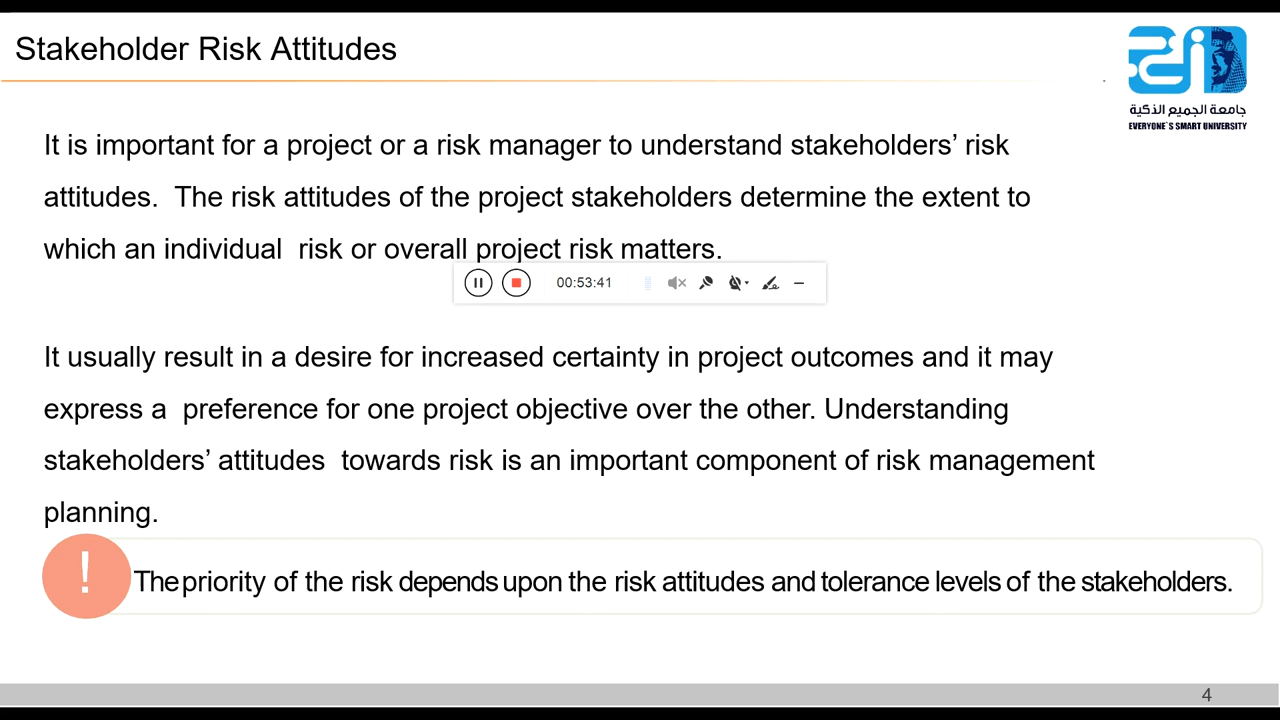 Stakeholder Risk Attitudes
جامعة الجميع الذكية
EVERYONE`S SMART UNIVERSITY
It is important for a project or a risk manager to understand stakeholders’ risk
attitudes. The risk attitudes of the project stakeholders determine the extent to
which an individual risk or overall project risk matters.
00:53:41
It usually result in a desire for increased certainty in project outcomes and it may
express a preference for one project objective over the other. Understanding
stakeholders’ attitudes towards risk is an important component of risk management
planning.
! The priority of the risk depends upon the risk attitudes and tolerance levels of the stakeholders.
4